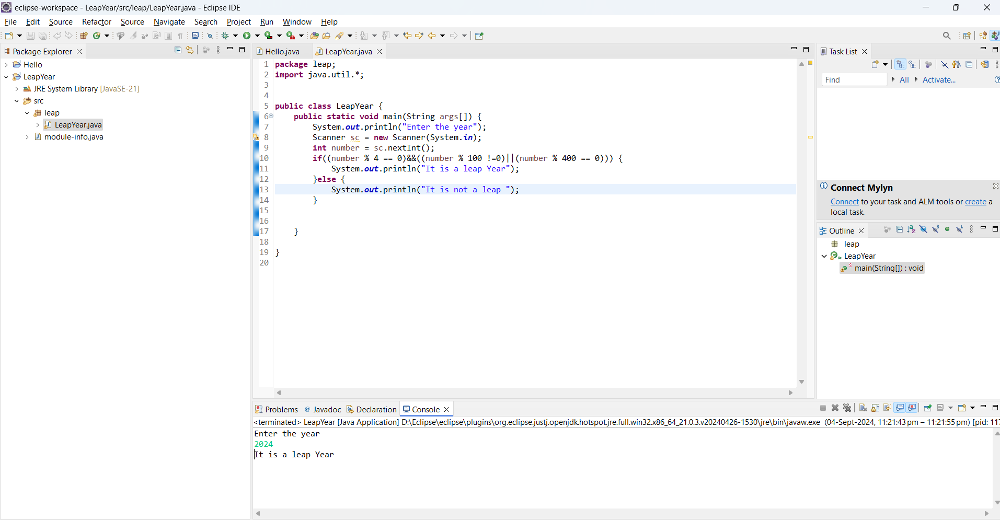 eclipse-workspace - LeapYear/src/leap/LeapYear.java - Eclipse IDE
File Edit Source Refactor Source Navigate Search Project Run Window Help
Package Explorer
Hello
LeapYear
JRE System Library [JavaSE-21]
src
leap
LeapYear.java
module-info.java
Hello.java LeapYear.java
1 package leap;
2 import java.util.*;
3
4
5 public class LeapYear {
6 public static void main(String args[]) {
7 System.out.println("Enter the year");
8 Scanner sc = new Scanner(System.in);
9 int number = sc.nextInt();
10 if((number % 4 == 0)&&((number % 100 !=0)||(number % 400 == 0))) {
11 System.out.println("It is a leap Year");
12 }else {
13 System.out.println("It is not a leap ");
14 }
15
16
17 }
18
19 }
20
Task List
Find All Activate...
Connect Mylyn
Connect to your task and ALM tools or create a
local task.
Outline
leap
LeapYear
main(String[]) : void
Problems Javadoc Declaration Console
<terminated> LeapYear [Java Application] D:\Eclipse\eclipse\plugins\org.eclipse.justj.openjdk.hotspot.jre.full.win32.x86_64_21.0.3.v20240426-1530\jre\bin\javaw.exe (04-Sept-2024, 11:21:43 pm – 11:21:55 pm) [pid: 117
Enter the year
2024
It is a leap Year